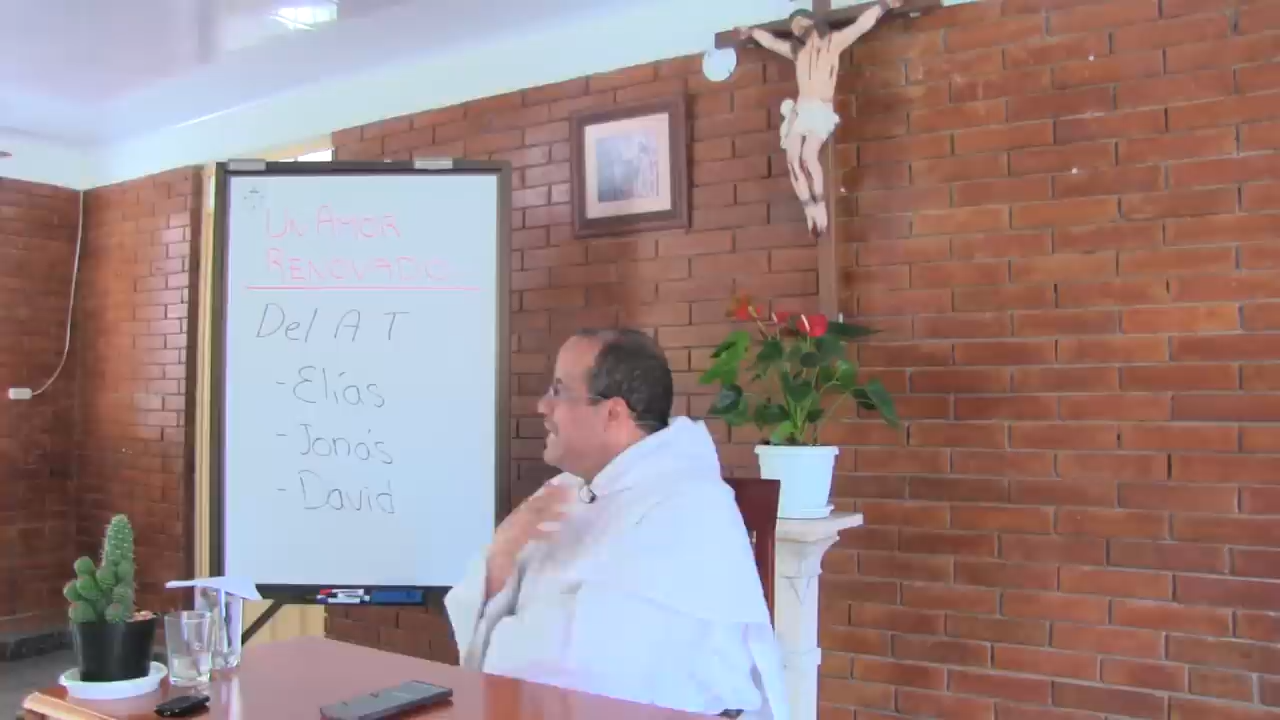 Un Amor
Renovado
Del A T
- Elías
- Jonás
- David